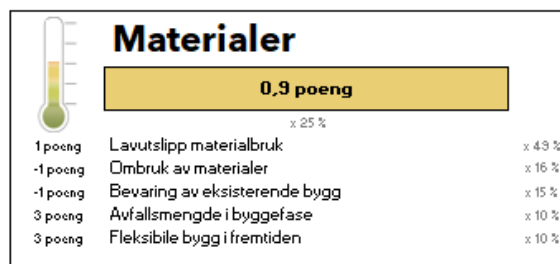 Materialer
0,9 poeng
x 25 %
1 poeng Lavutslipp materialbruk x 49 %
-1 poeng Ombruk av materialer x 16 %
-1 poeng Bevaring av eksisterende bygg x 15 %
3 poeng Avfallsmengde i byggefase x 10 %
3 poeng Fleksibile bygg i fremtiden x 10 %